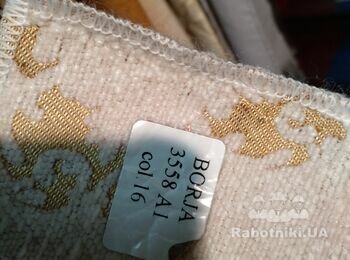 BORJA
3558 A1
col.16
Rabotniki.UA